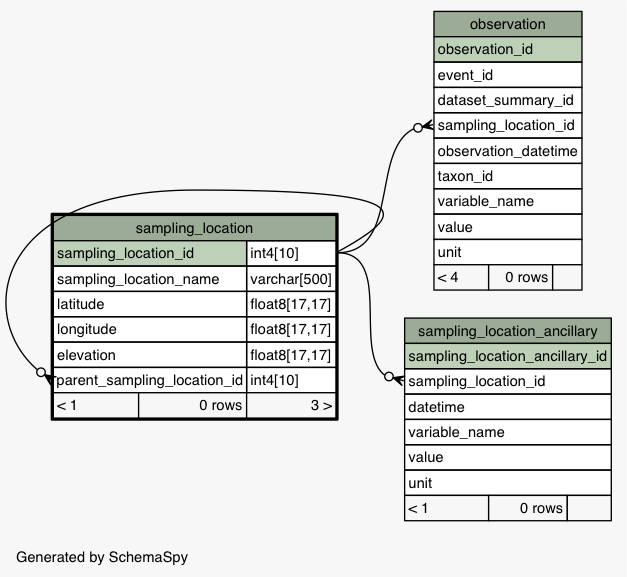 observation
observation_id
event_id
dataset_summary_id
sampling_location_id
observation_datetime
taxon_id
variable_name
value
unit
< 4 0 rows
sampling_location
sampling_location_id int4[10]
sampling_location_name varchar[500]
latitude float8[17,17]
longitude float8[17,17]
elevation float8[17,17]
parent_sampling_location_id int4[10]
< 1 0 rows 3 >
sampling_location_ancillary
sampling_location_ancillary_id
sampling_location_id
datetime
variable_name
value
unit
< 1 0 rows
Generated by SchemaSpy